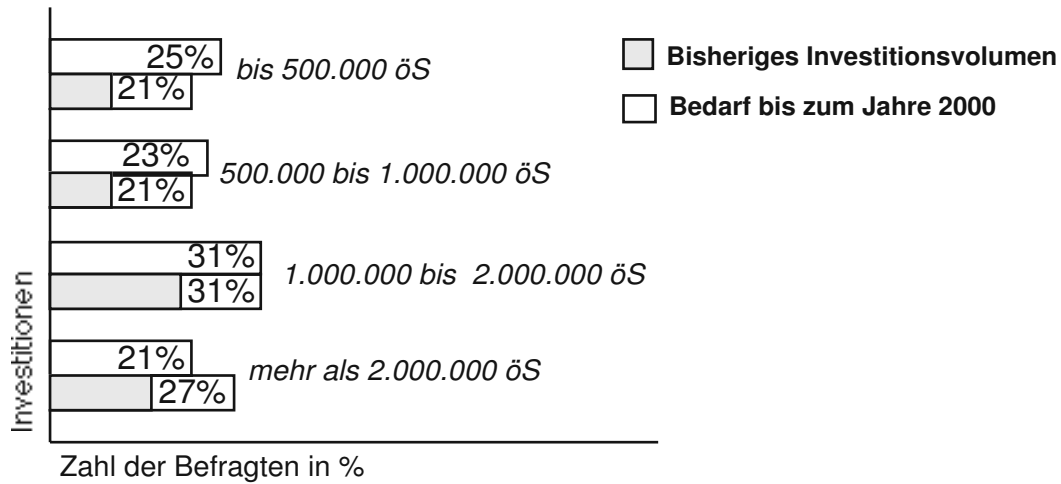 25%
bis 500.000 öS
21%
23%
500.000 bis 1.000.000 öS
21%
31%
1.000.000 bis 2.000.000 öS
31%
21%
mehr als 2.000.000 öS
27%
Bisheriges Investitionsvolumen
Bedarf bis zum Jahre 2000
Investitionen
Zahl der Befragten in %